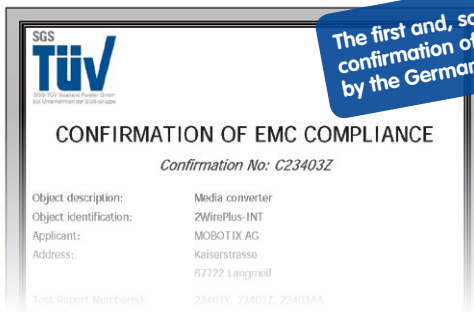 The first and, so
confirmation of
by the German
SGS
TÜV
SGS-TÜV Saarland Forster GmbH
Ein Unternehmen der SGS-Gruppe
CONFIRMATION OF EMC COMPLIANCE
Confirmation No: C23403Z
Object description: Media converter
Object identification: 2WirePlus-INT
Applicant: MOBOTIX AG
Address: Kaiserstrasse
67722 Langmeil
Test Report Number(s): 23403Y, 23403Z, 23403AA